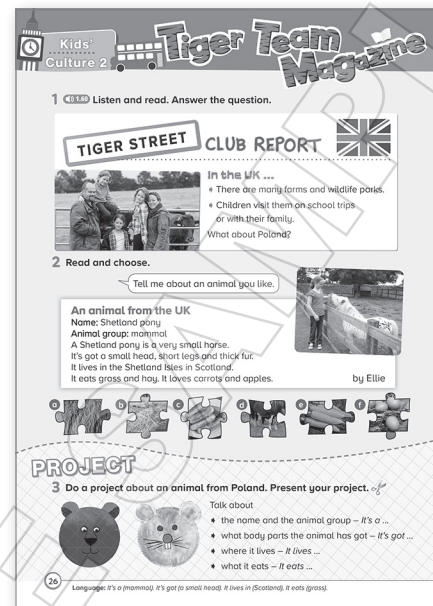 Kids'
Culture 2
Tiger Team
Magazine
1 1.60 Listen and read. Answer the question.
TIGER STREET CLUB REPORT
In the UK ...
There are many farms and wildlife parks.
Children visit them on school trips
or with their family.
What about Poland?
2 Read and choose.
Tell me about an animal you like.
An animal from the UK
Name: Shetland pony
Animal group: mammal
A Shetland pony is a very small horse.
It's got a small head, short legs and thick fur.
It lives in the Shetland Isles in Scotland.
It eats grass and hay. It loves carrots and apples.
by Ellie
a b c d e f
PROJECT
3 Do a project about an animal from Poland. Present your project.
Talk about
the name and the animal group – It's a ...
what body parts the animal has got – It's got ...
where it lives – It lives ...
what it eats – It eats ...
26
Language: It's a (mammal). It's got (a small head). It lives in (Scotland). It eats (grass).
SAMPLE